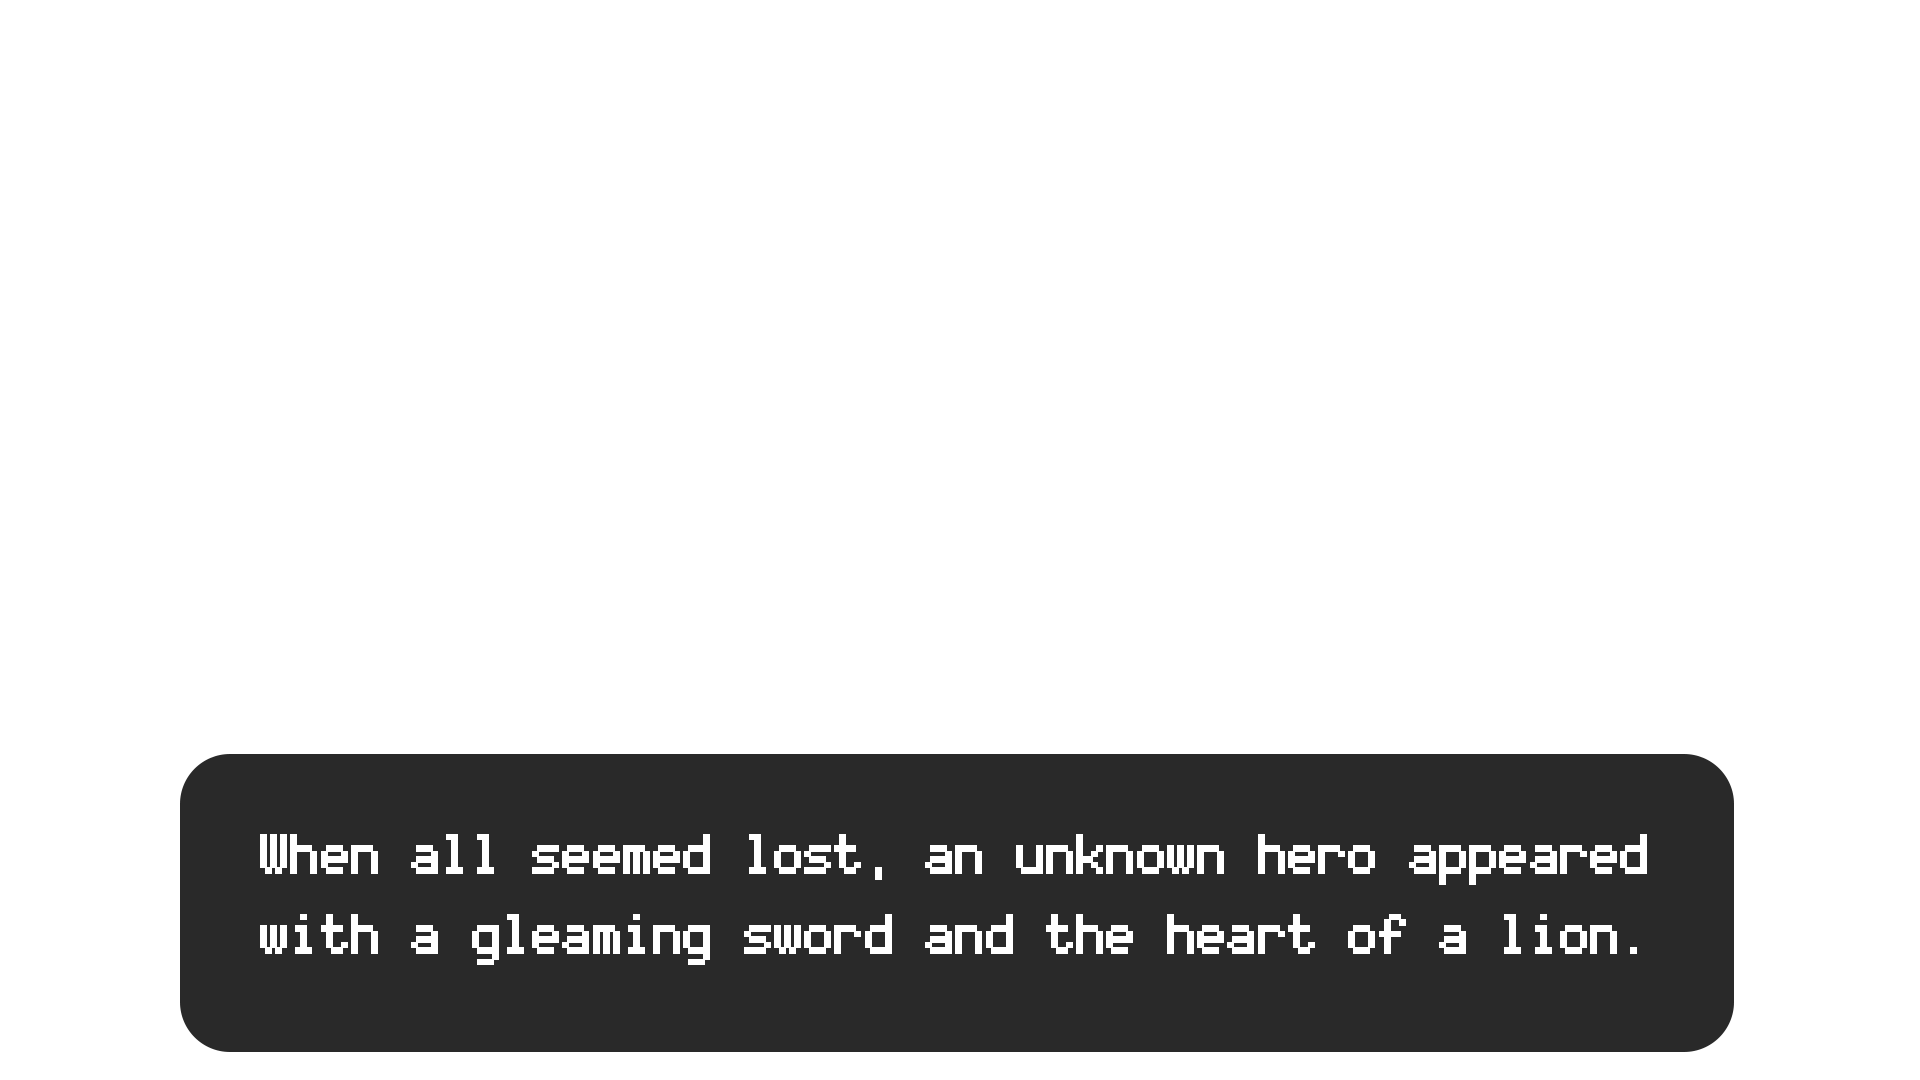 When all seemed lost, an unknown hero appeared
with a gleaming sword and the heart of a lion.